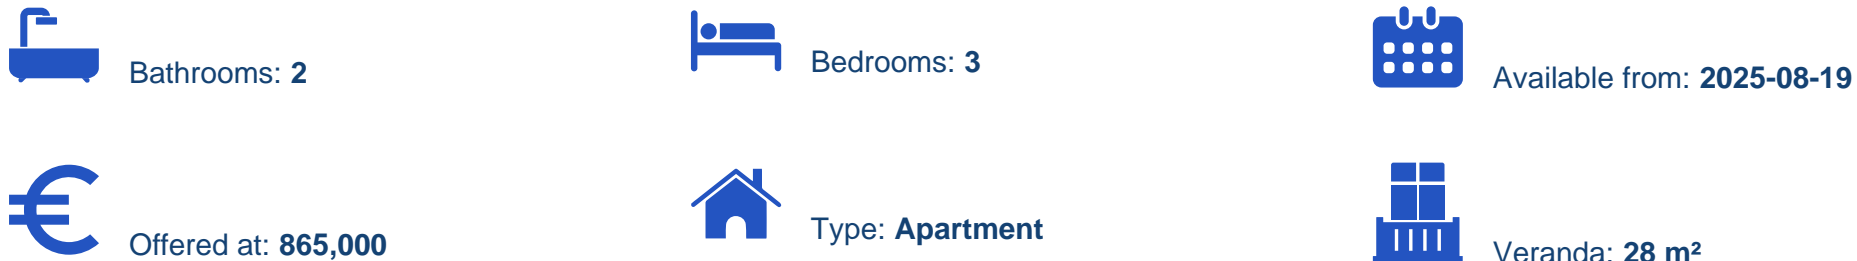 Bathrooms: 2
Bedrooms: 3
Available from: 2025-08-19
Offered at: 865,000
Type: Apartment
Veranda: 28 m²